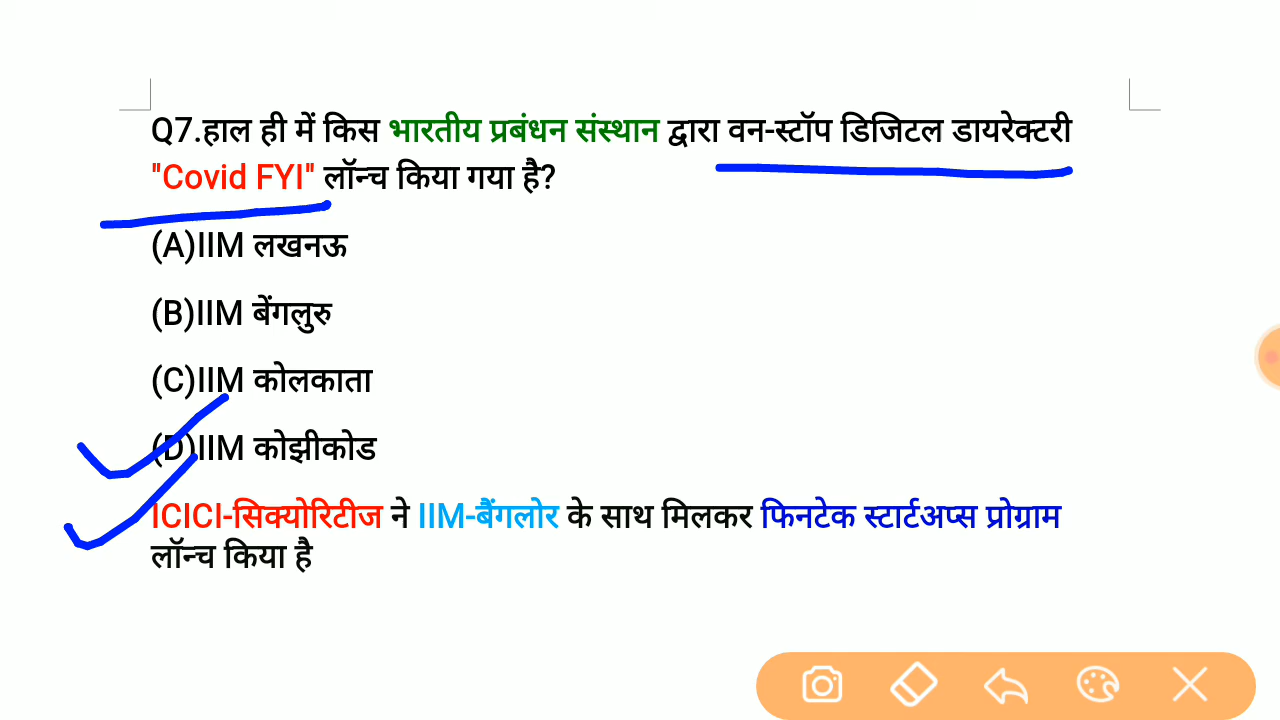 Q7.हाल ही में किस भारतीय प्रबंधन संस्थान द्वारा वन-स्टॉप डिजिटल डायरेक्टरी
"Covid FYI" लॉन्च किया गया है?
(A)IIM लखनऊ
(B)IIM बेंगलुरु
(C)IIM कोलकाता
(D)IIM कोझीकोड
ICICI-सिक्योरिटीज ने IIM-बैंगलोर के साथ मिलकर फिनटेक स्टार्टअप्स प्रोग्राम
लॉन्च किया है